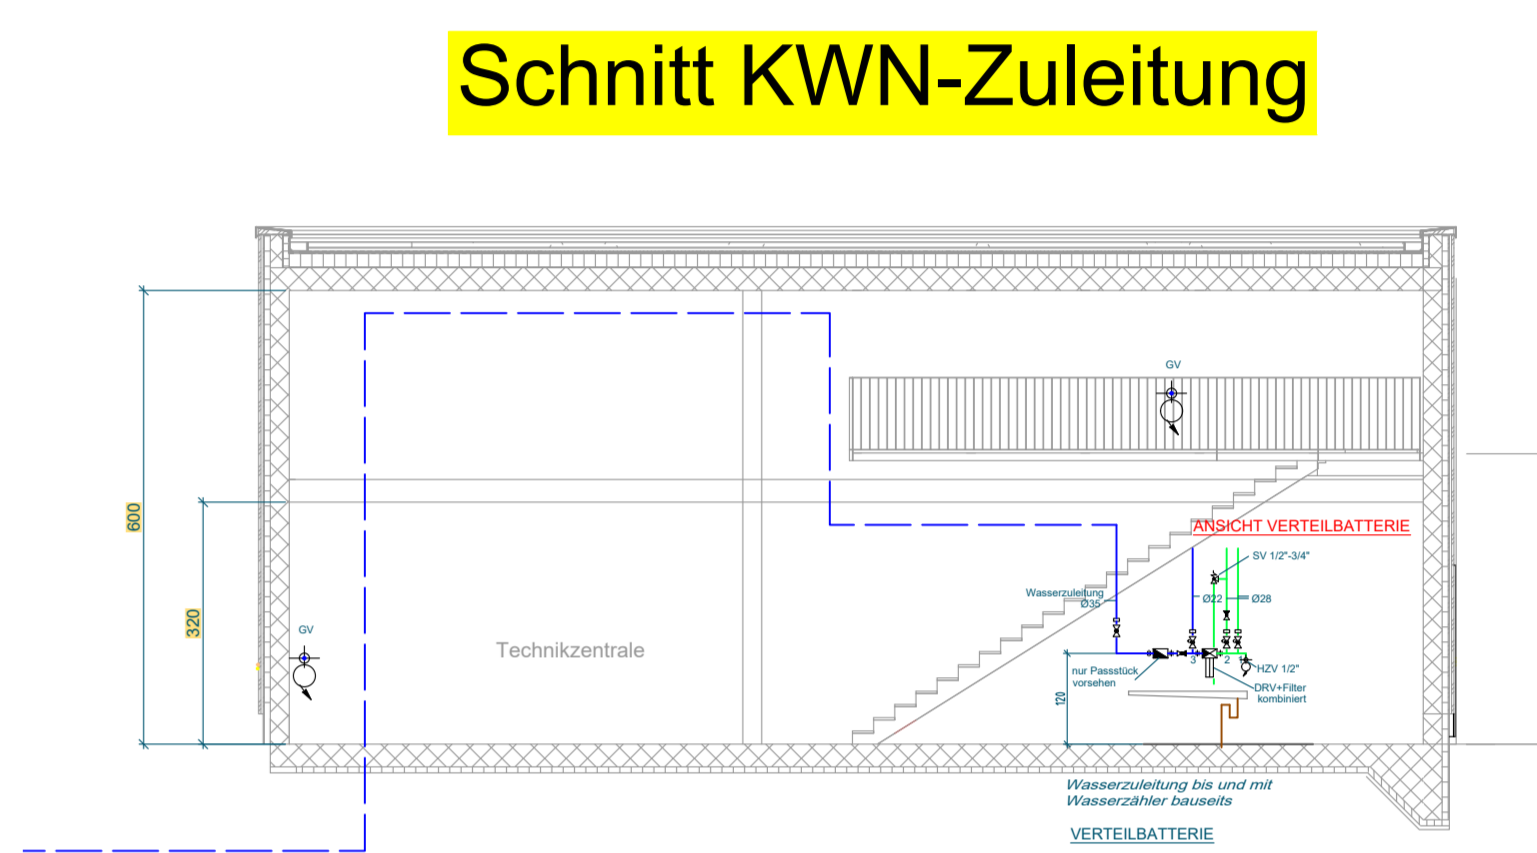 Schnitt KWN-Zuleitung
GV
600
ANSICHT VERTEILBATTERIE
SV 1/2"-3/4"
Wasserzuleitung
Ø35
Ø22
Ø28
320
GV
Technikzentrale
3
2
1
nur Passstück
vorsehen
HZV 1/2"
DRV+Filter
kombiniert
120
Wasserzuleitung bis und mit
Wasserzähler bauseits
VERTEILBATTERIE